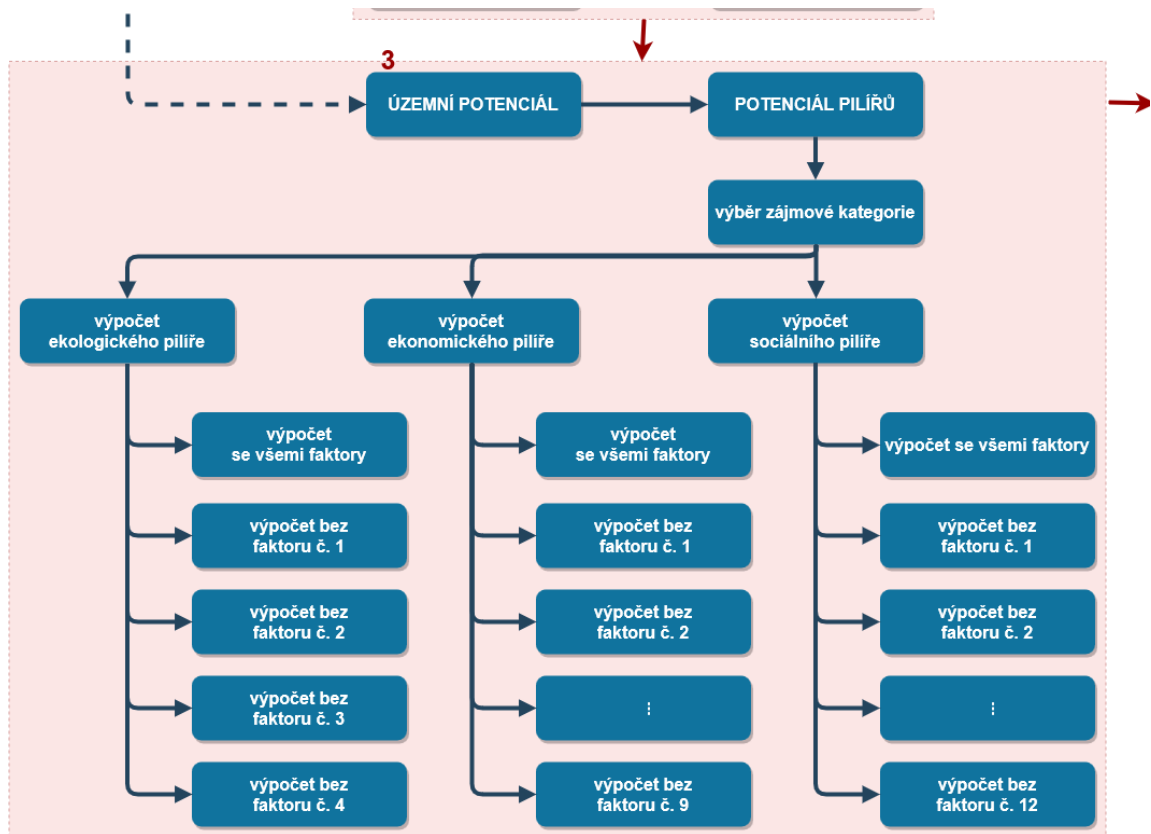 3
ÚZEMNÍ POTENCIÁL
POTENCIÁL PILÍŘŮ
výběr zájmové kategorie
výpočet
ekologického pilíře
výpočet
ekonomického pilíře
výpočet
sociálního pilíře
výpočet
se všemi faktory
výpočet
se všemi faktory
výpočet se všemi faktory
výpočet bez
faktoru č. 1
výpočet bez
faktoru č. 1
výpočet bez
faktoru č. 1
výpočet bez
faktoru č. 2
výpočet bez
faktoru č. 2
výpočet bez
faktoru č. 2
výpočet bez
faktoru č. 3
⋮
⋮
výpočet bez
faktoru č. 4
výpočet bez
faktoru č. 9
výpočet bez
faktoru č. 12